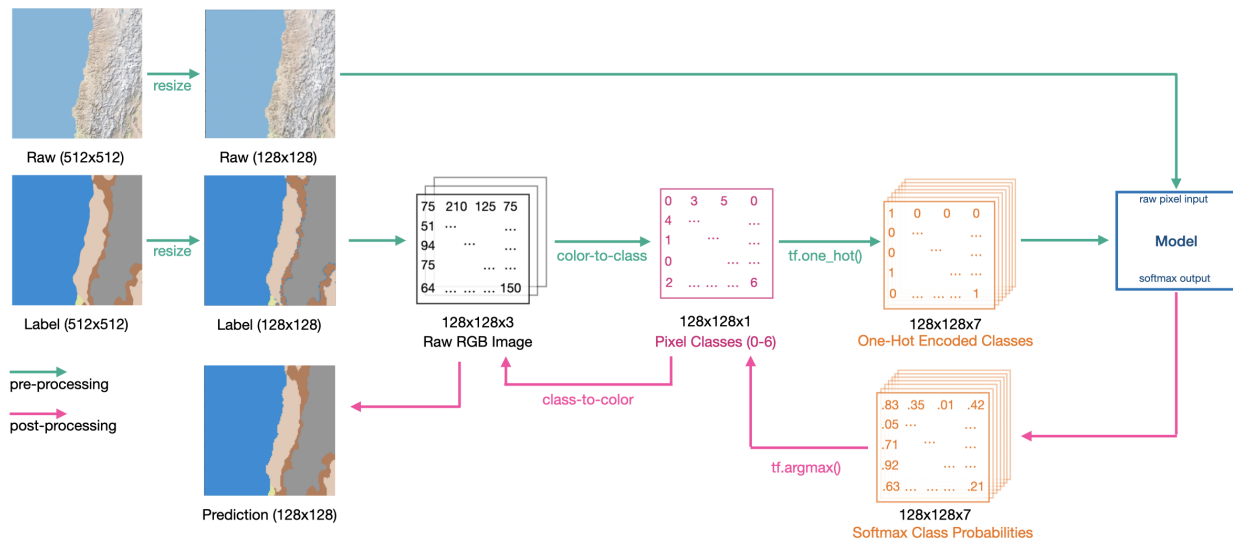 resize
Raw (512x512)
Raw (128x128)
resize
Label (512x512)
Label (128x128)
75 210 125 75
51 ... ...
94 ... ...
75 ... ...
64 ... ... ... 150
128x128x3
Raw RGB Image
color-to-class
0 3 5 0
4 ... ...
1 ... ...
0 ... ...
2 ... ... ... 6
128x128x1
Pixel Classes (0-6)
tf.one_hot()
1 0 0 0
0 ... ...
0 ... ...
1 ... 1
0 ... ... ... 1
128x128x7
One-Hot Encoded Classes
raw pixel input
Model
softmax output
pre-processing
post-processing
class-to-color
Prediction (128x128)
tf.argmax()
.83 .35 .01 .42
.05 ... ...
.71 ... ...
.92 ... ...
.63 ... ... ... .21
128x128x7
Softmax Class Probabilities